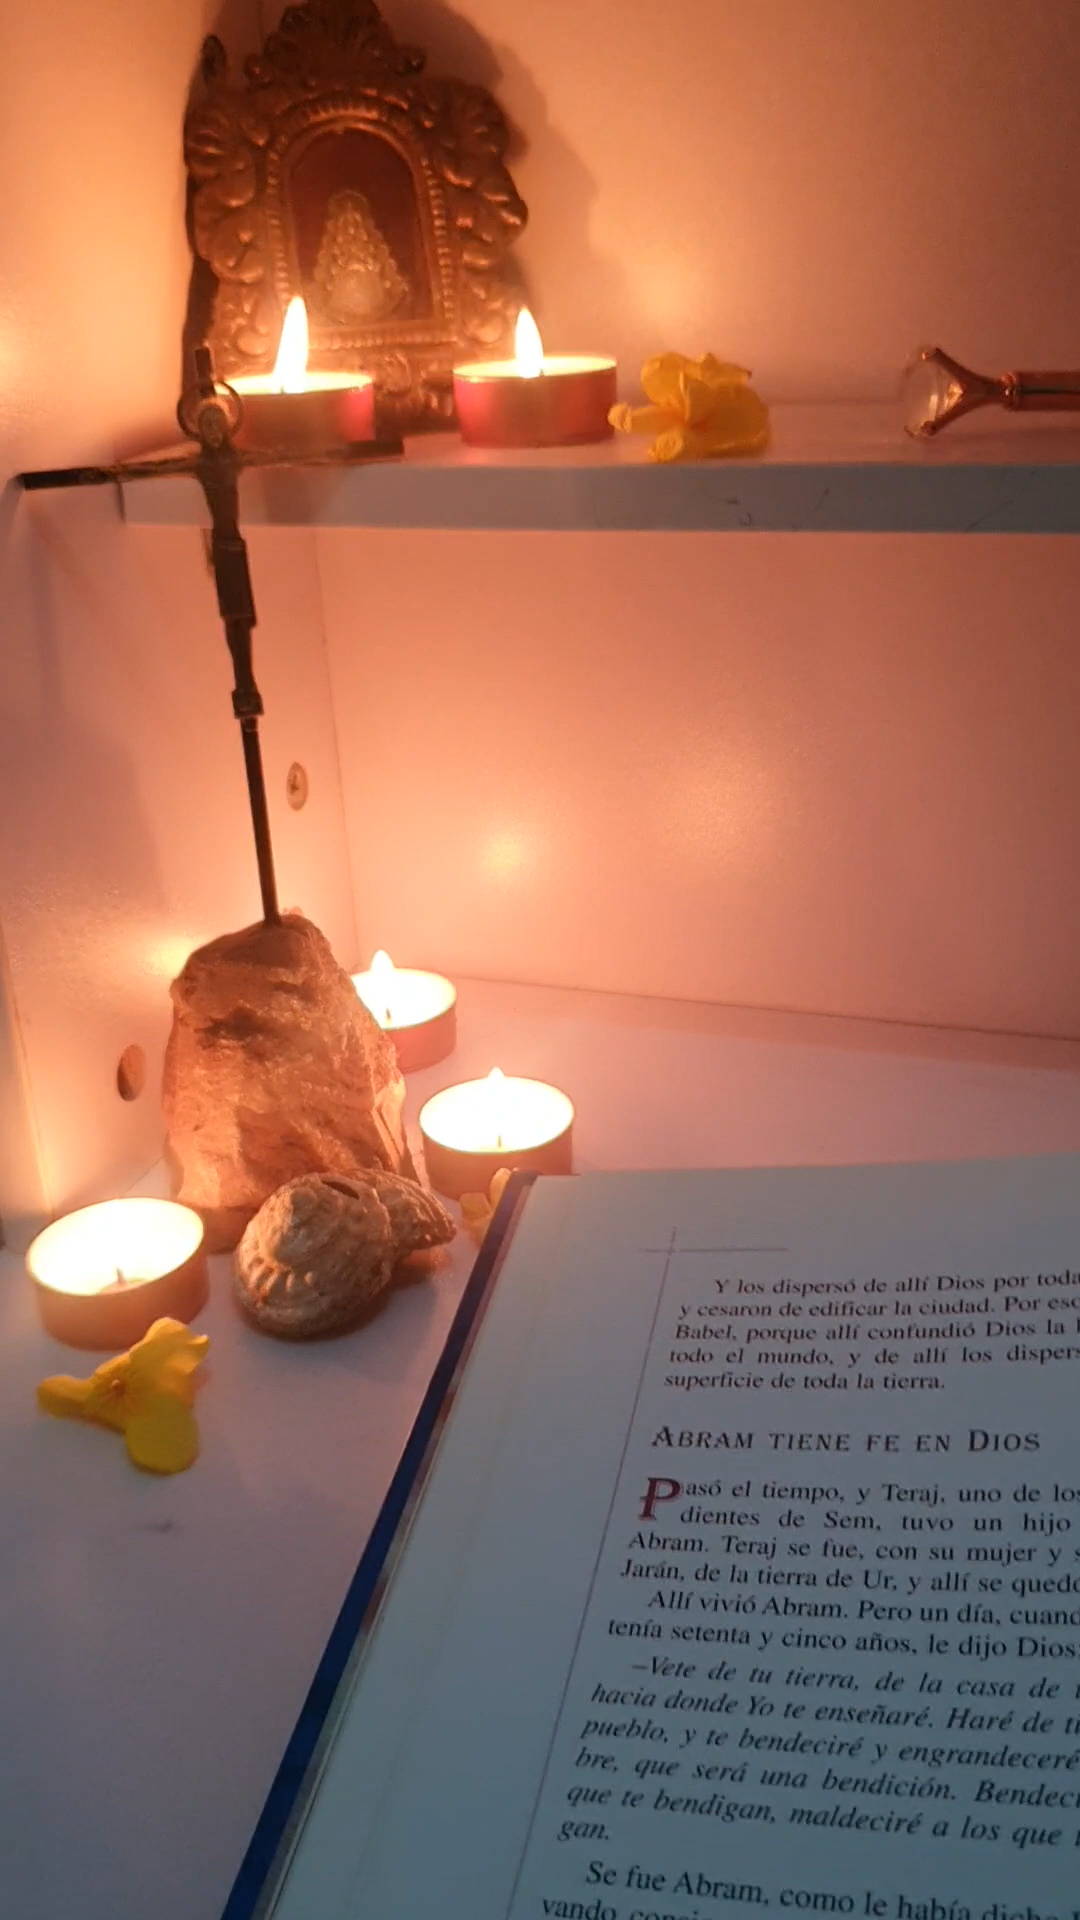 Y los dispersó de allí Dios por toda
y cesaron de edificar la ciudad. Por eso
Babel, porque allí confundió Dios la
todo el mundo, y de allí los
superficie de toda la tierra.
ABRAM TIENE FE EN DIOS
Pasó el tiempo, y Teraj, uno de los
dientes de Sem, tuvo un hijo
Abram. Teraj se fue, con su mujer y
Jarán, de la tierra de Ur, y allí se quedó
Allí vivió Abram. Pero un día,
tenía setenta y cinco años, le dijo Dios:
–Vete de tu tierra, de la casa de
hacia donde Yo te enseñaré. Haré de
pueblo, y te bendeciré y engrandeceré
bre, que será una bendición.
que te bendigan, maldeciré a los que
gan.
Se fue Abram, como le había
vando